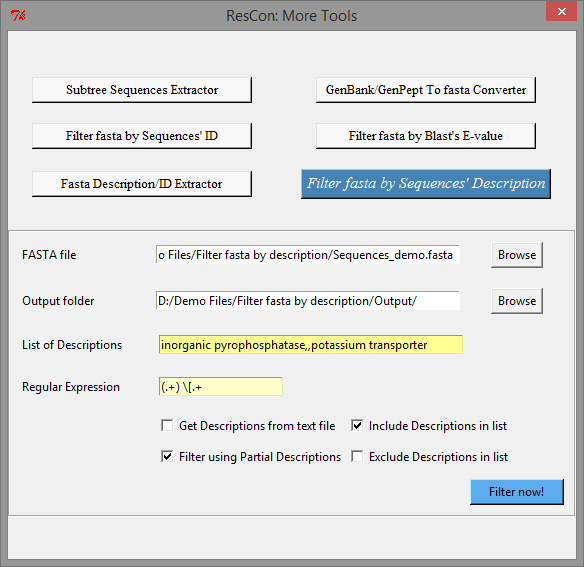 ResCon: More Tools
Subtree Sequences Extractor
GenBank/GenPept To fasta Converter
Filter fasta by Sequences' ID
Filter fasta by Blast's E-value
Fasta Description/ID Extractor
Filter fasta by Sequences' Description
FASTA file
o Files/Filter fasta by description/Sequences_demo.fasta
Browse
Output folder
D:/Demo Files/Filter fasta by description/Output/
Browse
List of Descriptions
inorganic pyrophosphatase,,potassium transporter
Regular Expression
(.+) \[.+
Get Descriptions from text file
Include Descriptions in list
Filter using Partial Descriptions
Exclude Descriptions in list
Filter now!